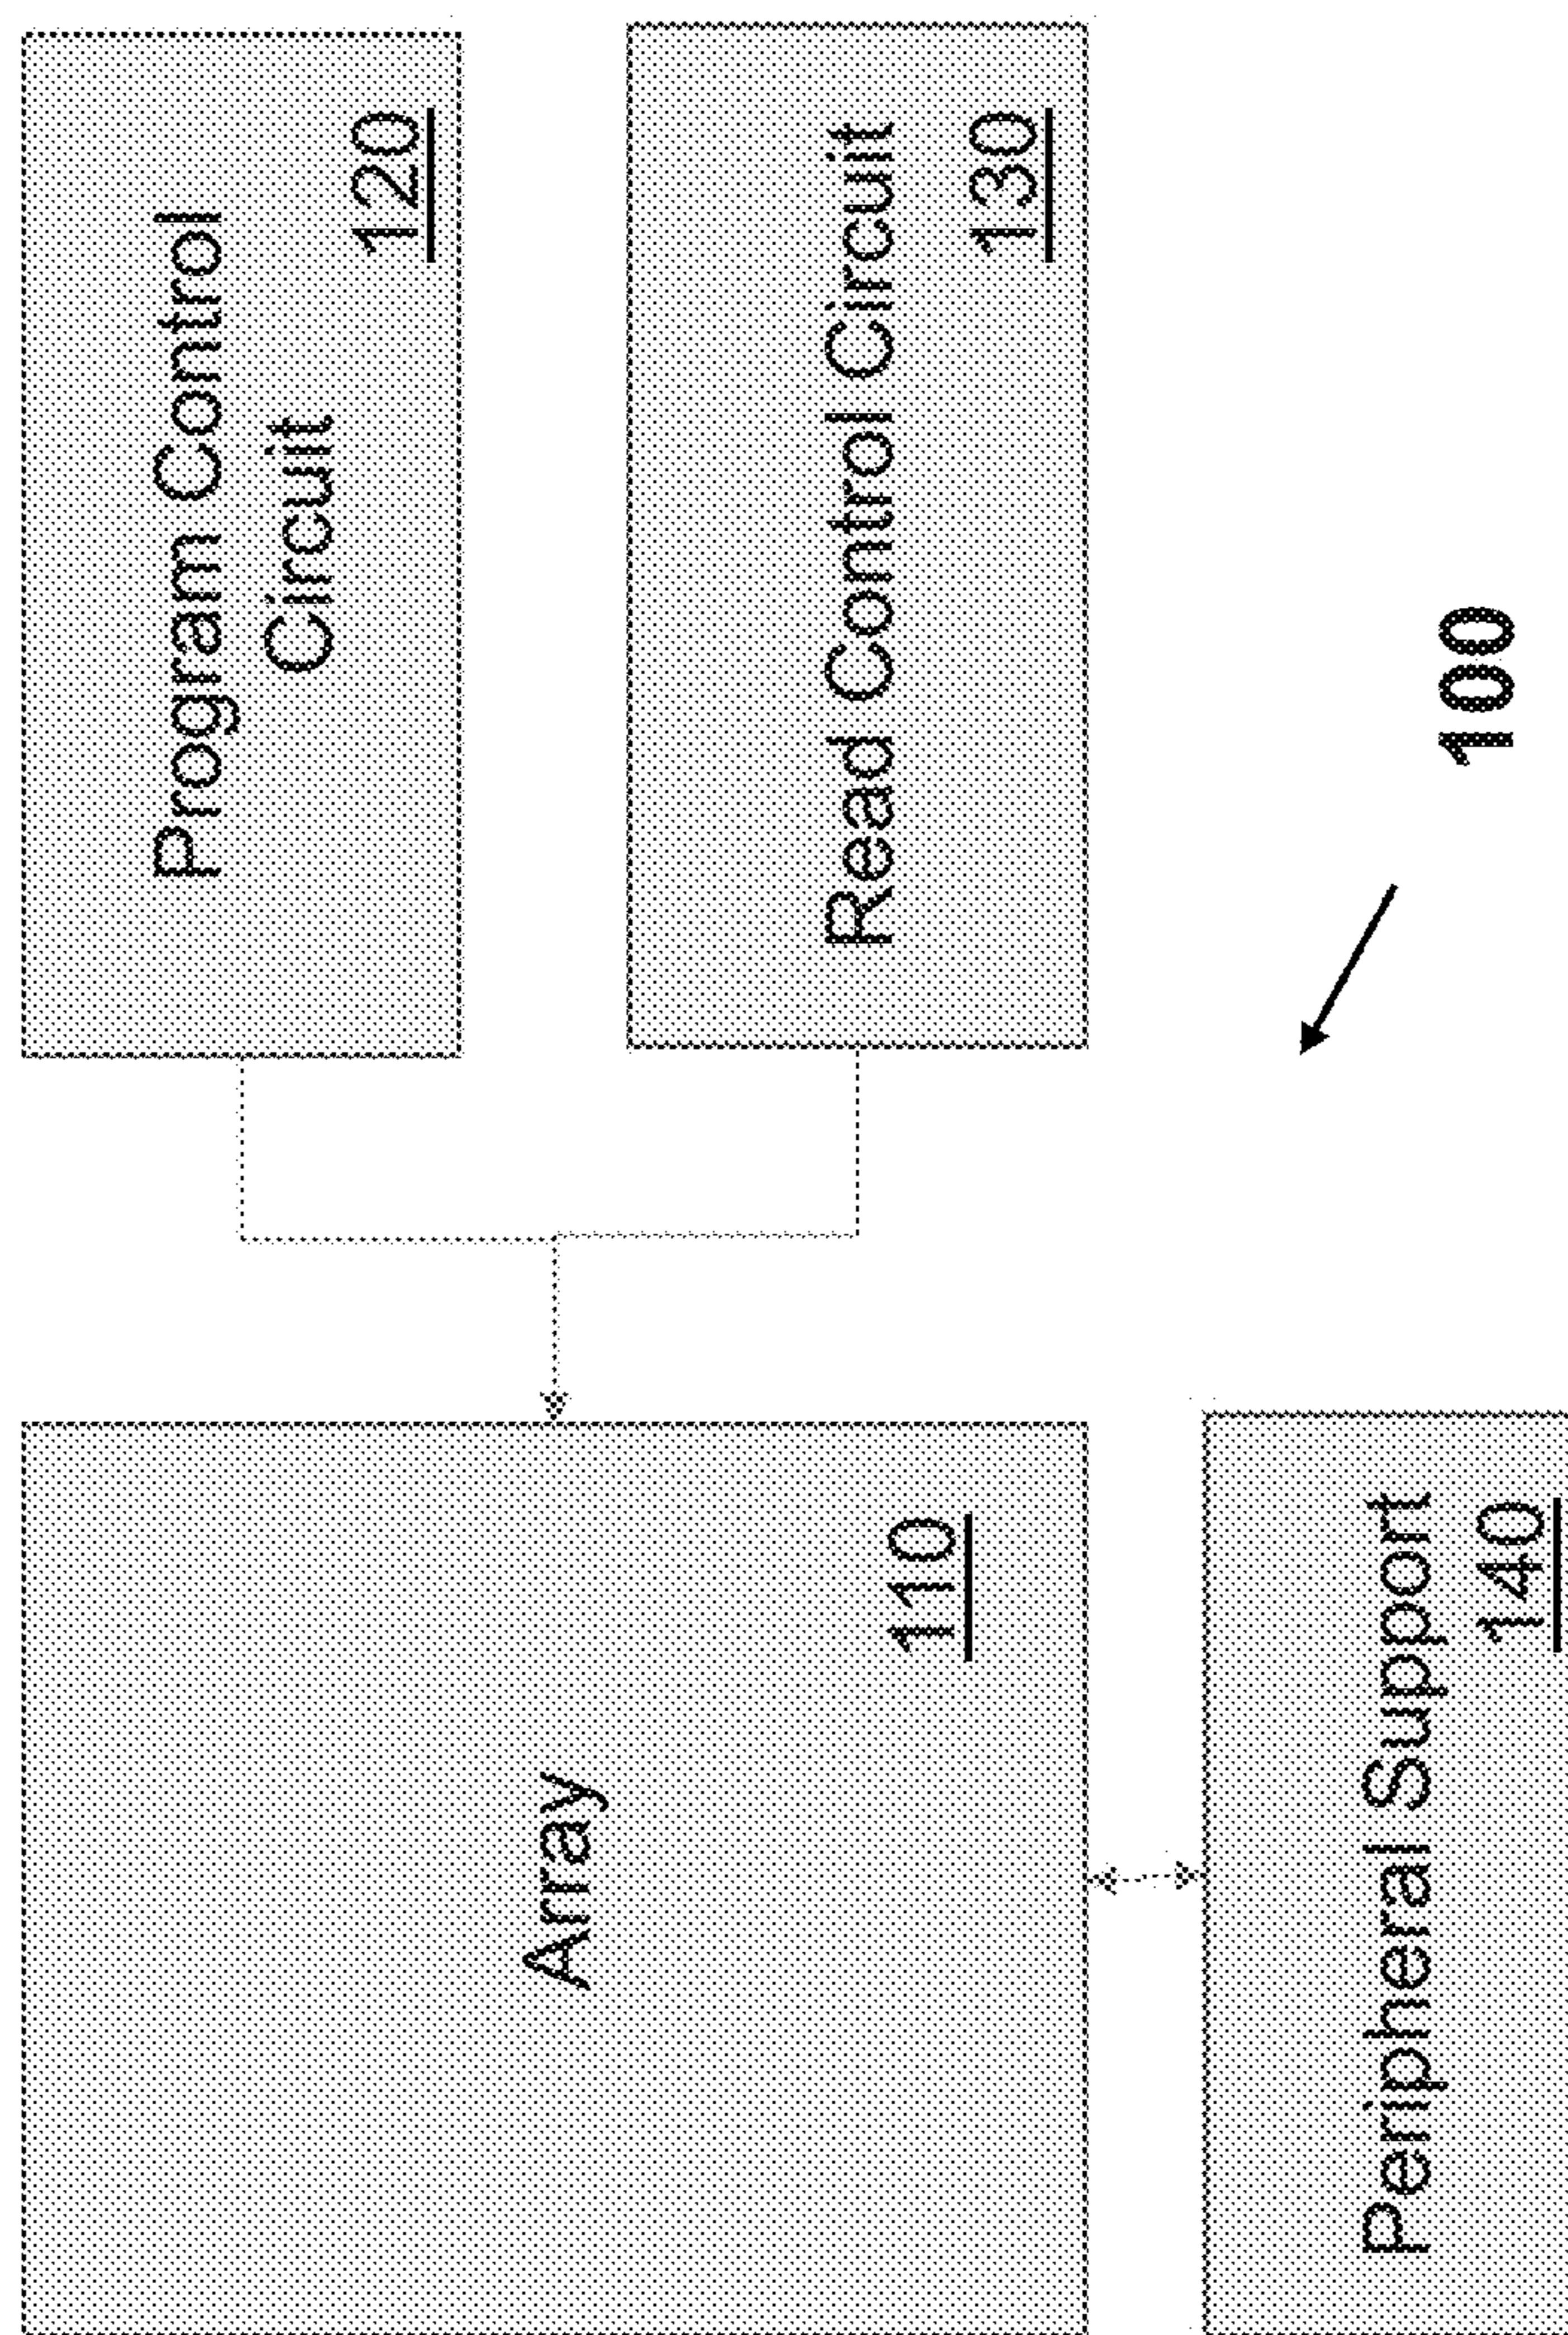 Array
110
Program Control
Circuit
120
Read Control Circuit
130
Peripheral Support
140
100